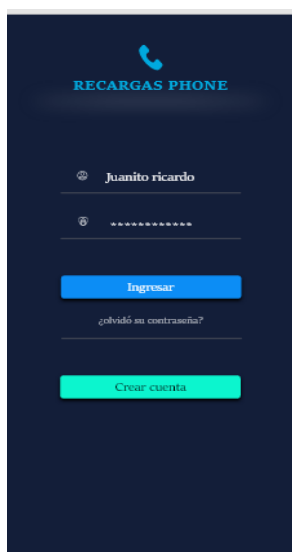 RECARGAS PHONE
Juanito ricardo
************
Ingresar
¿olvidó su contraseña?
Crear cuenta